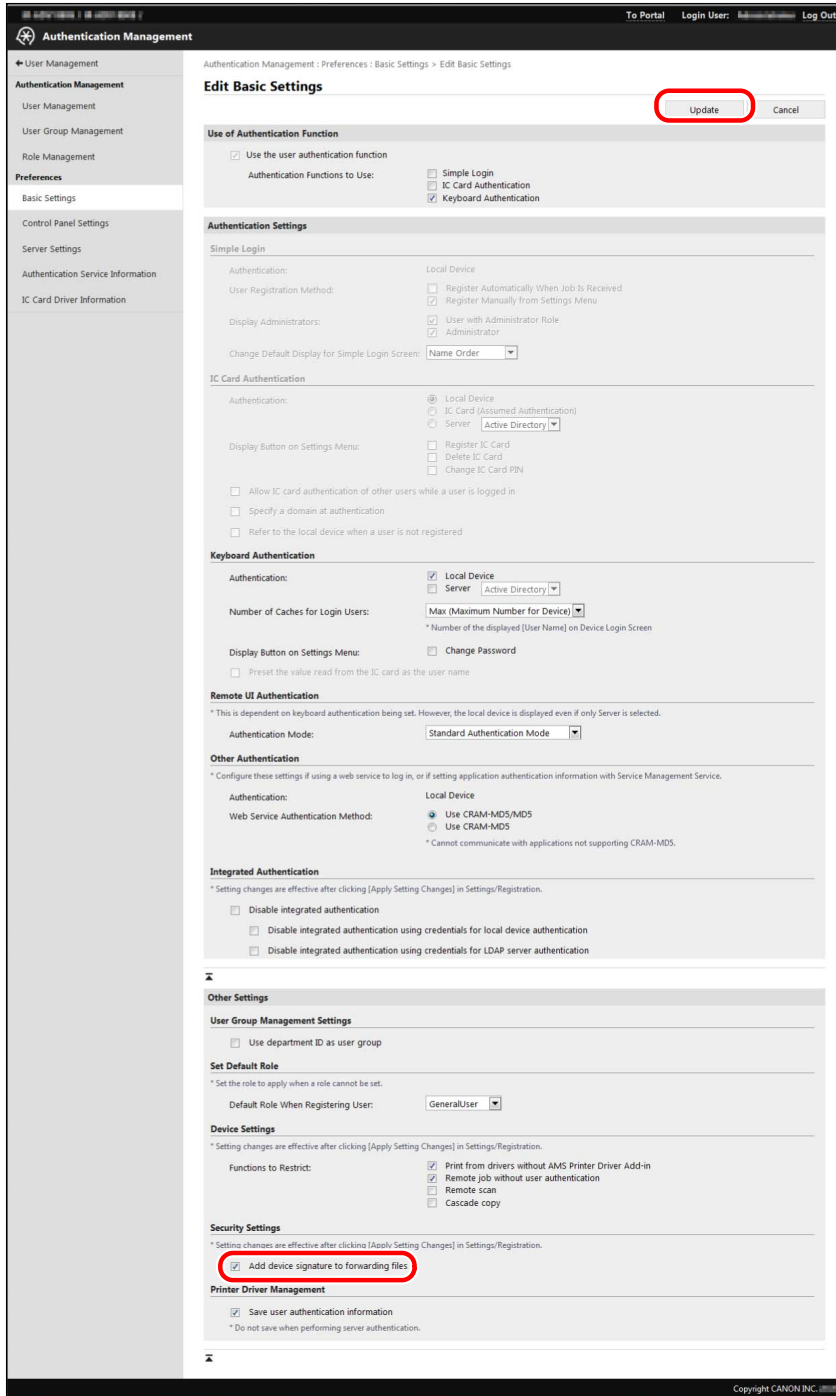 To Portal Login User: Log Out
Authentication Management
User Management
Authentication Management
User Management
User Group Management
Role Management
Preferences
Basic Settings
Control Panel Settings
Server Settings
Authentication Service Information
IC Card Driver Information
Authentication Management : Preferences : Basic Settings > Edit Basic Settings
Edit Basic Settings
Update Cancel
Use of Authentication Function
Use the user authentication function
Authentication Functions to Use: Simple Login
IC Card Authentication
Keyboard Authentication
Authentication Settings
Simple Login
Authentication: Local Device
User Registration Method: Register Automatically When Job Is Received
Register Manually from Settings Menu
Display Administrators: User with Administrator Role
Administrator
Change Default Display for Simple Login Screen: Name Order
IC Card Authentication
Authentication: Local Device
IC Card (Assumed Authentication)
Server Active Directory
Display Button on Settings Menu: Register IC Card
Delete IC Card
Change IC Card PIN
Allow IC card authentication of other users while a user is logged in
Specify a domain at authentication
Refer to the local device when a user is not registered
Keyboard Authentication
Authentication: Local Device
Server Active Directory
Number of Caches for Login Users: Max (Maximum Number for Device)
* Number of the displayed [User Name] on Device Login Screen
Display Button on Settings Menu: Change Password
Preset the value read from the IC card as the user name
Remote UI Authentication
* This is dependent on keyboard authentication being set. However, the local device is displayed even if only Server is selected.
Authentication Mode: Standard Authentication Mode
Other Authentication
* Configure these settings if using a web service to log in, or if setting application authentication information with Service Management Service.
Authentication: Local Device
Web Service Authentication Method: Use CRAM-MD5/MD5
Use CRAM-MD5
* Cannot communicate with applications not supporting CRAM-MD5.
Integrated Authentication
* Setting changes are effective after clicking [Apply Setting Changes] in Settings/Registration.
Disable integrated authentication
Disable integrated authentication using credentials for local device authentication
Disable integrated authentication using credentials for LDAP server authentication
Other Settings
User Group Management Settings
Use department ID as user group
Set Default Role
* Set the role to apply when a role cannot be set.
Default Role When Registering User: GeneralUser
Device Settings
* Setting changes are effective after clicking [Apply Setting Changes] in Settings/Registration.
Functions to Restrict: Print from drivers without AMS Printer Driver Add-in
Remote job without user authentication
Remote scan
Cascade copy
Security Settings
* Setting changes are effective after clicking [Apply Setting Changes] in Settings/Registration.
Add device signature to forwarding files
Printer Driver Management
Save user authentication information
* Do not save when performing server authentication.
Copyright CANON INC.